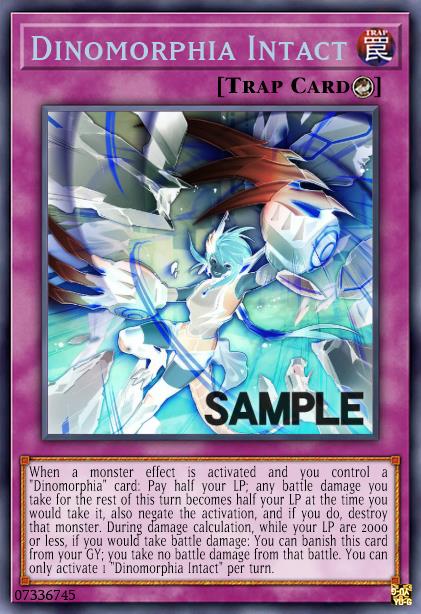 Dinomorphia Intact
TRAP
罠
[Trap Card]
SAMPLE
When a monster effect is activated and you control a
"Dinomorphia" card: Pay half your LP; any battle damage you
take for the rest of this turn becomes half your LP at the time you
would take it, also negate the activation, and if you do, destroy
that monster. During damage calculation, while your LP are 2000
or less, if you would take battle damage: You can banish this card
from your GY; you take no battle damage from that battle. You can
only activate 1 "Dinomorphia Intact" per turn.
07336745